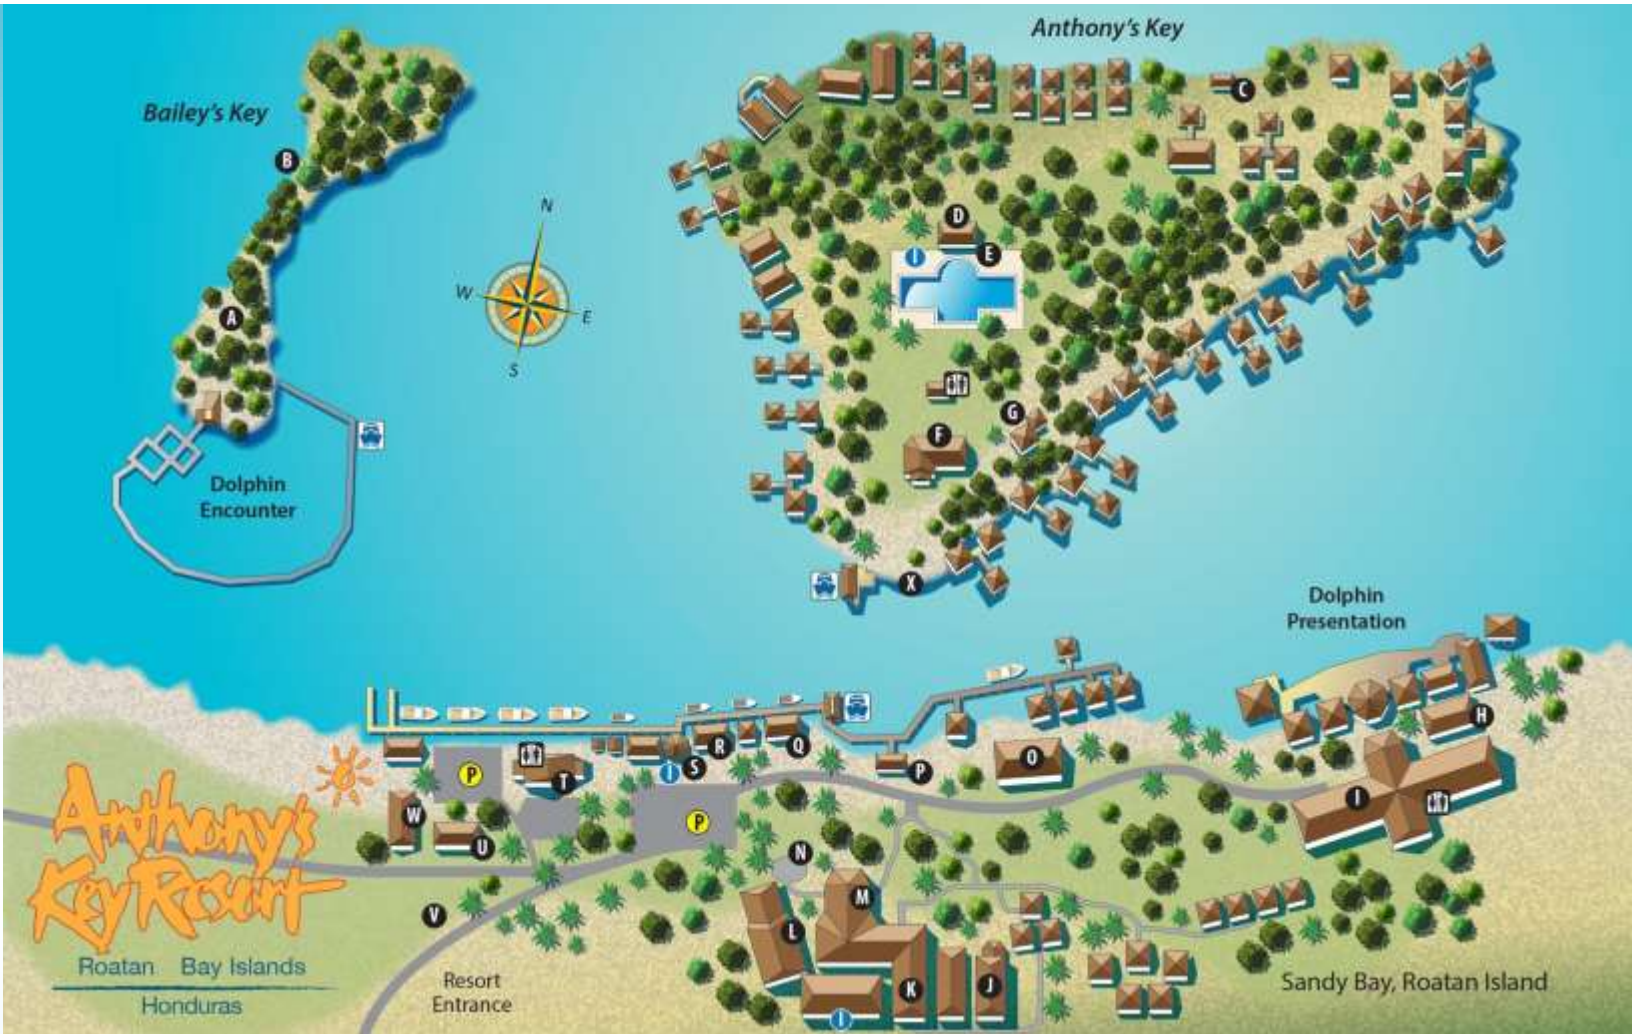 Anthony's Key
Bailey's Key
C
B
N
D
E
i
W
E
A
S
G
F
Dolphin
Encounter
X
Dolphin
Presentation
H
R
Q
S
i
P
T
P
O
I
W
P
U
N
Anthony's
Key Resort
M
V
L
Roatan Bay Islands
Honduras
Resort
Entrance
K
J
i
Sandy Bay, Roatan Island